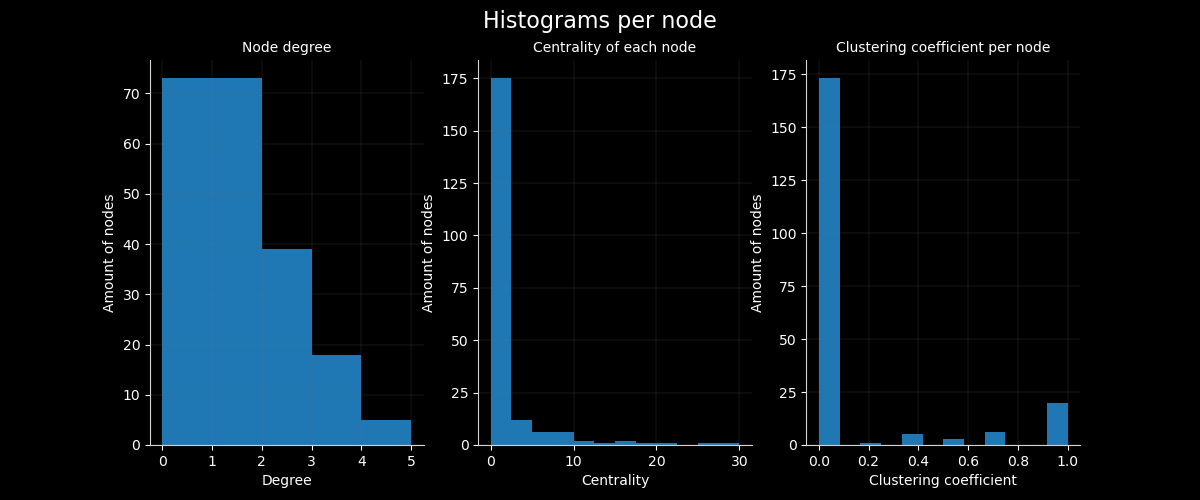 Histograms per node
Node degree
Centrality of each node
Clustering coefficient per node
Amount of nodes
70
60
50
40
30
20
10
0
0 1 2 3 4 5
Degree
Amount of nodes
175
150
125
100
75
50
25
0
0 10 20 30
Centrality
Amount of nodes
175
150
125
100
75
50
25
0
0.0 0.2 0.4 0.6 0.8 1.0
Clustering coefficient